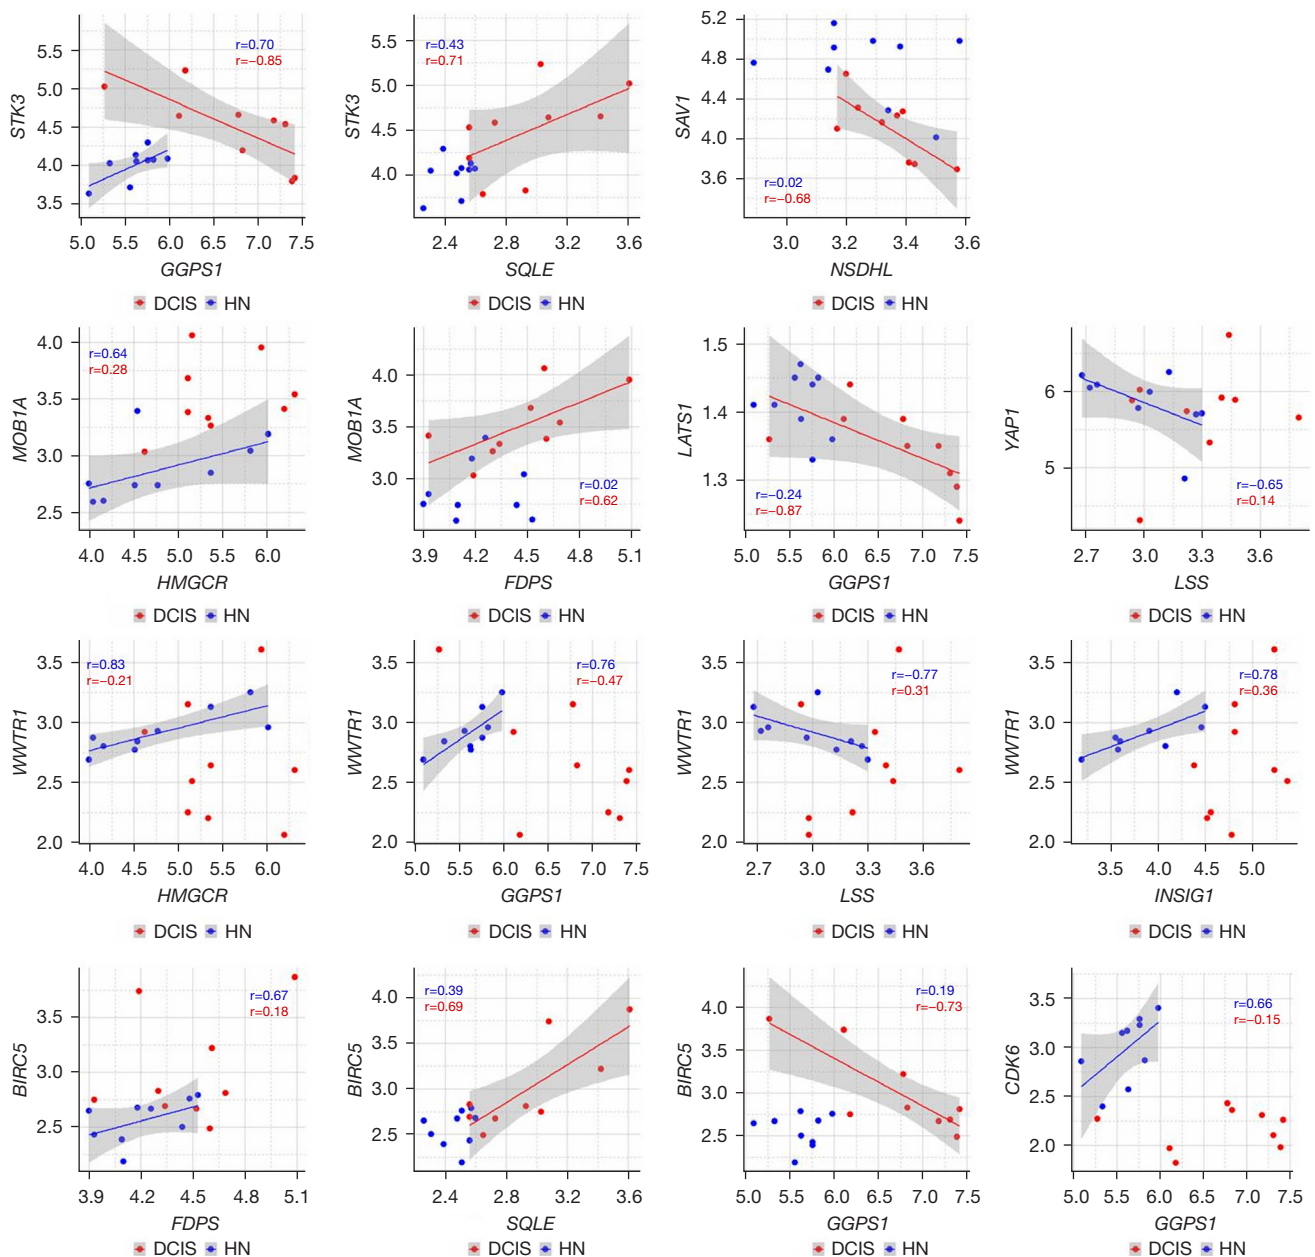 5.5
5.0
4.5
4.0
3.5
STK3
r=0.70
r=−0.85
5.0 5.5 6.0 6.5 7.0 7.5
GGPS1
DCIS HN
5.5
5.0
4.5
4.0
STK3
r=0.43
r=0.71
2.4 2.8 3.2 3.6
SQLE
DCIS HN
5.2
4.8
4.4
4.0
3.6
SAV1
r=0.02
r=−0.68
3.0 3.2 3.4 3.6
NSDHL
DCIS HN
4.0
3.5
3.0
2.5
MOB1A
r=0.64
r=0.28
4.0 4.5 5.0 5.5 6.0
HMGCR
DCIS HN
4.0
3.5
3.0
MOB1A
r=0.02
r=0.62
3.9 4.2 4.5 4.8 5.1
FDPS
DCIS HN
1.5
1.4
1.3
LATS1
r=−0.24
r=−0.87
5.0 5.5 6.0 6.5 7.0 7.5
GGPS1
DCIS HN
6
5
YAP1
r=−0.65
r=0.14
2.7 3.0 3.3 3.6
LSS
DCIS HN
3.5
3.0
2.5
2.0
WWTR1
r=0.83
r=−0.21
4.0 4.5 5.0 5.5 6.0
HMGCR
DCIS HN
3.5
3.0
2.5
2.0
WWTR1
r=0.76
r=−0.47
5.0 5.5 6.0 6.5 7.0 7.5
GGPS1
DCIS HN
3.5
3.0
2.5
2.0
WWTR1
r=−0.77
r=0.31
2.7 3.0 3.3 3.6
LSS
DCIS HN
3.5
3.0
2.5
2.0
WWTR1
r=0.78
r=0.36
3.5 4.0 4.5 5.0
INSIG1
DCIS HN
3.5
3.0
2.5
BIRC5
r=0.67
r=0.18
3.9 4.2 4.5 4.8 5.1
FDPS
DCIS HN
4.0
3.5
3.0
2.5
BIRC5
r=0.39
r=0.69
2.4 2.8 3.2 3.6
SQLE
DCIS HN
4.0
3.5
3.0
2.5
BIRC5
r=0.19
r=−0.73
5.0 5.5 6.0 6.5 7.0 7.5
GGPS1
DCIS HN
3.5
3.0
2.5
2.0
CDK6
r=0.66
r=−0.15
5.0 5.5 6.0 6.5 7.0 7.5
GGPS1
DCIS HN